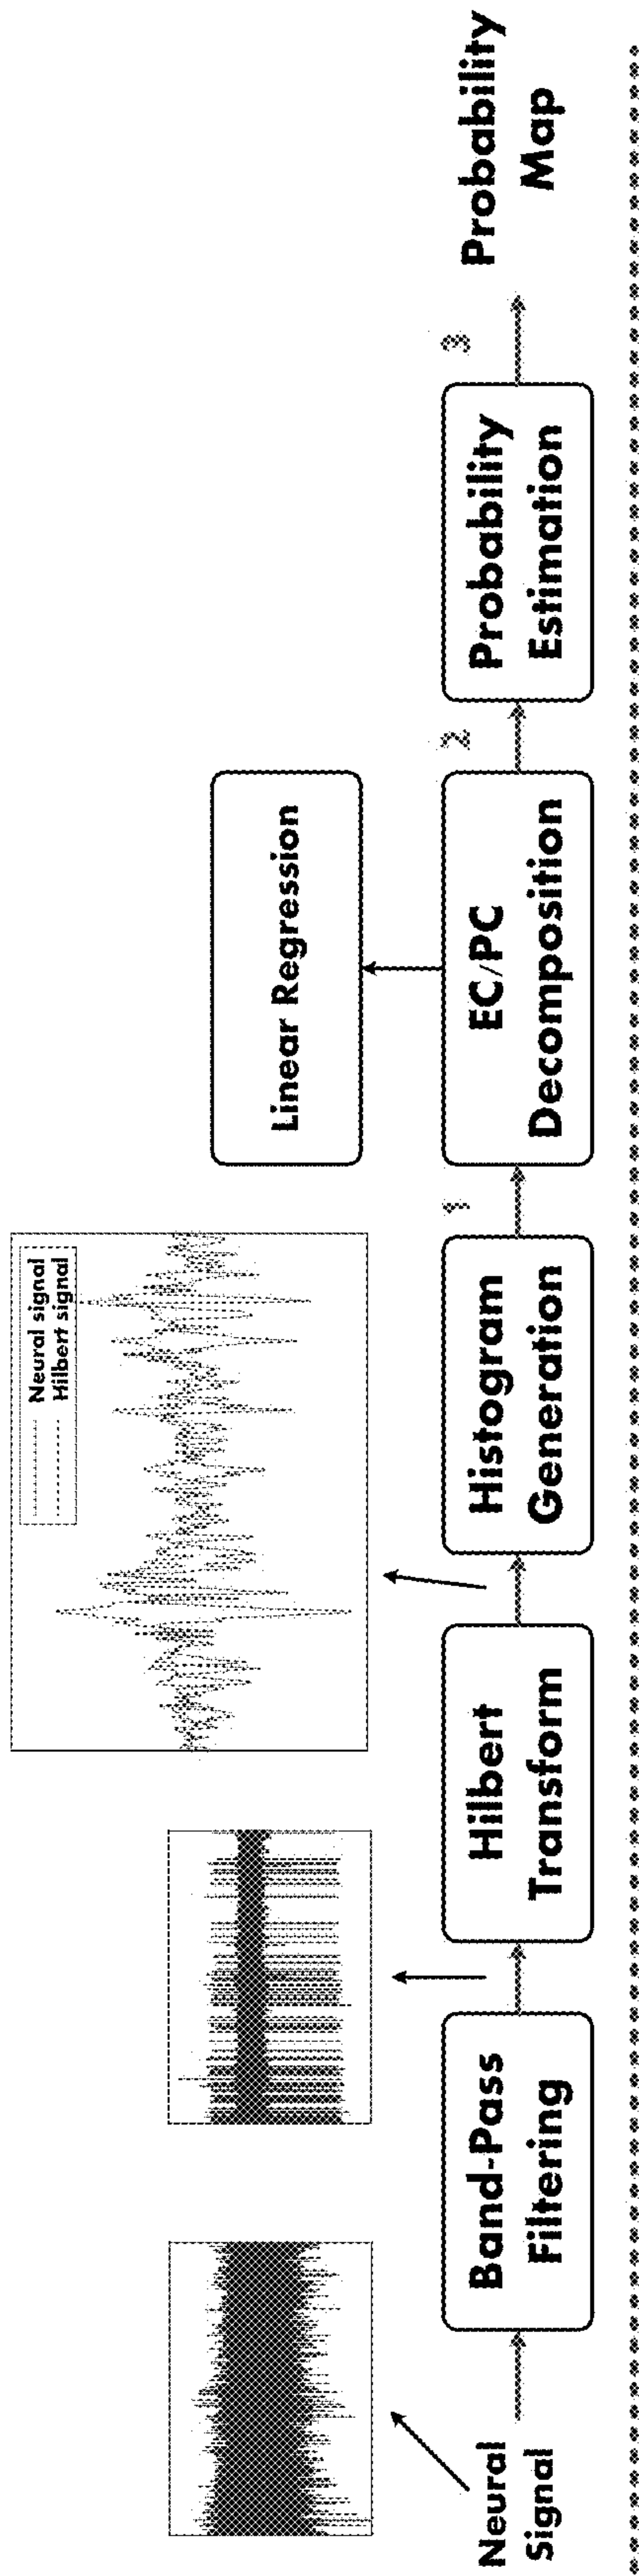 Neural
Signal
Band-Pass
Filtering
Hilbert
Transform
Neural signal
Hilbert signal
Histogram
Generation
1
EC/PC
Decomposition
Linear Regression
2
Probability
Estimation
3
Probability
Map